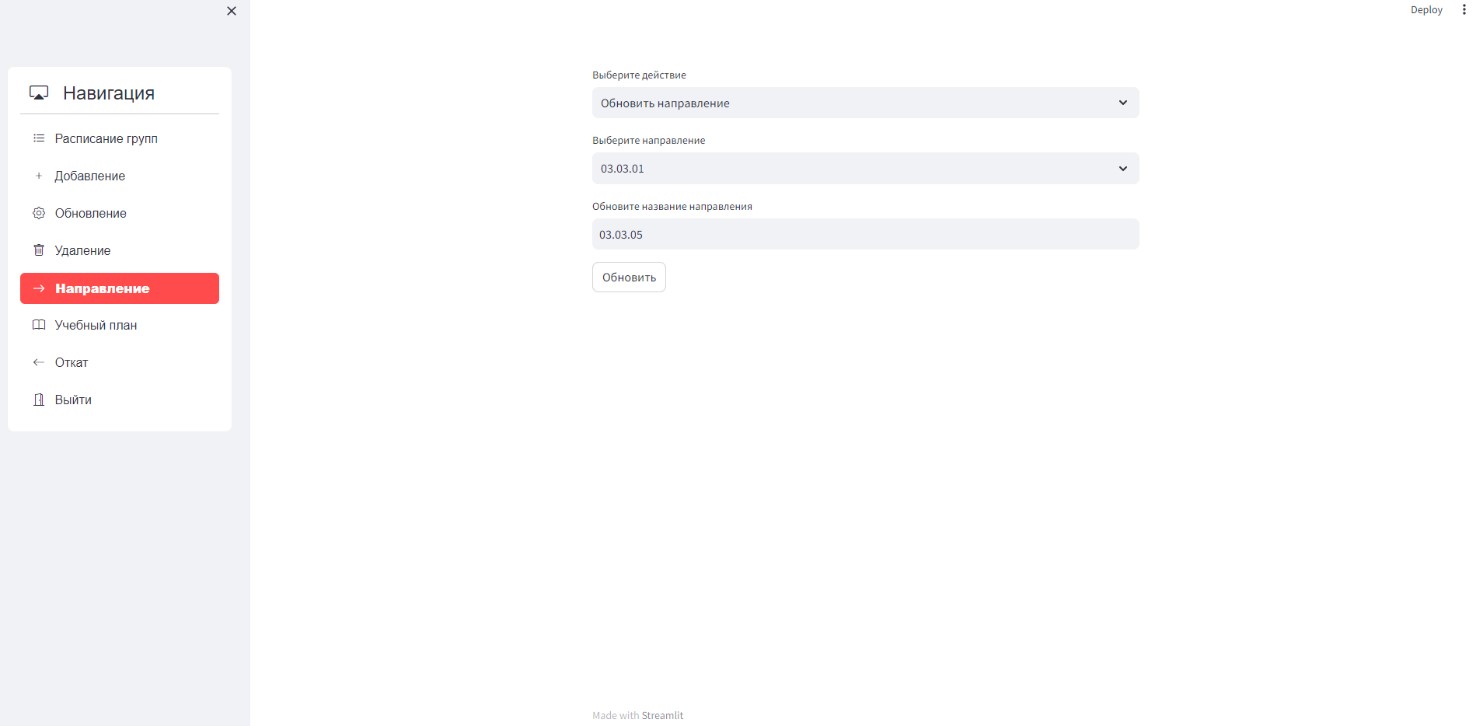 Deploy
Навигация
Расписание групп
Добавление
Обновление
Удаление
Направление
Учебный план
Откат
Выйти
Выберите действие
Обновить направление
Выберите направление
03.03.01
Обновите название направления
03.03.05
Обновить
Made with Streamlit